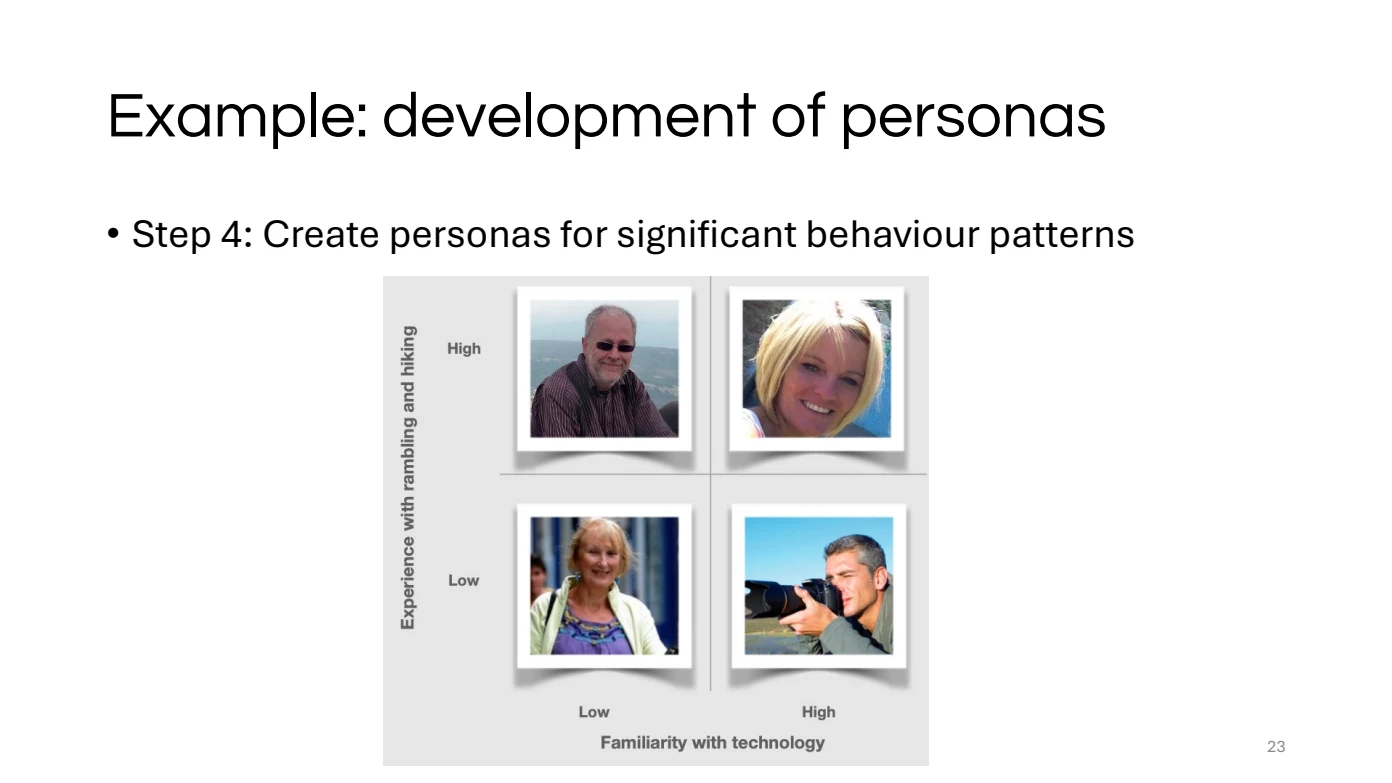 Example: development of personas
• Step 4: Create personas for significant behaviour patterns
Experience with rambling and hiking
High
Low
Low
High
Familiarity with technology
23